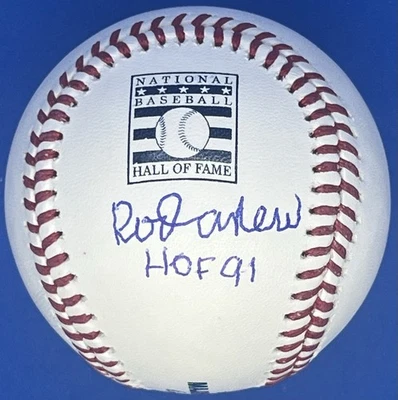 NATIONAL
BASEBALL
HALL OF FAME
Rod Carew
HOF 91